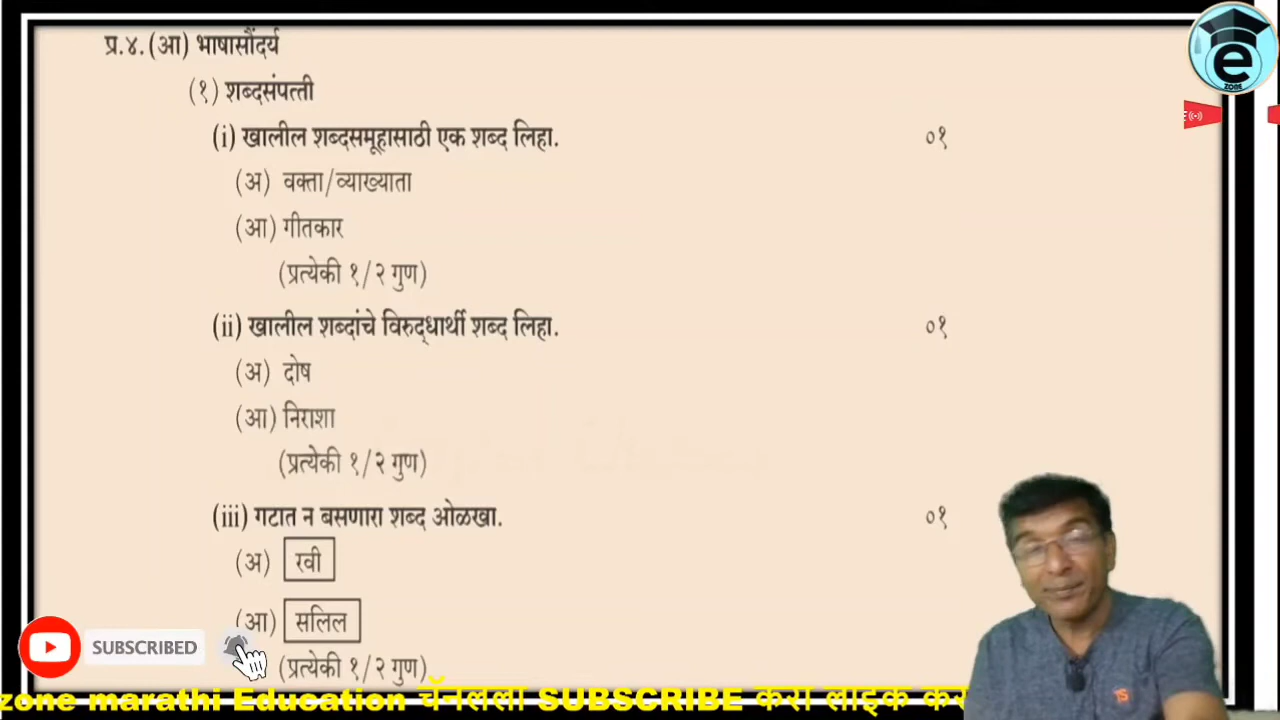 प्र.४. (आ) भाषासौंदर्य
(१) शब्दसंपत्ती
(i) खालील शब्दसमूहासाठी एक शब्द लिहा. ०१
(अ) वक्ता/व्याख्याता
(आ) गीतकार
(प्रत्येकी १/२ गुण)
(ii) खालील शब्दांचे विरुद्धार्थी शब्द लिहा. ०१
(अ) दोष
(आ) निराशा
(प्रत्येकी १/२ गुण)
(iii) गटात न बसणारा शब्द ओळखा. ०१
(अ) रवी
(आ) सलिल
(प्रत्येकी १/२ गुण)
e
ZONE
E
SUBSCRIBED
zone marathi Education चॅनलला SUBSCRIBE करा लाइक कर